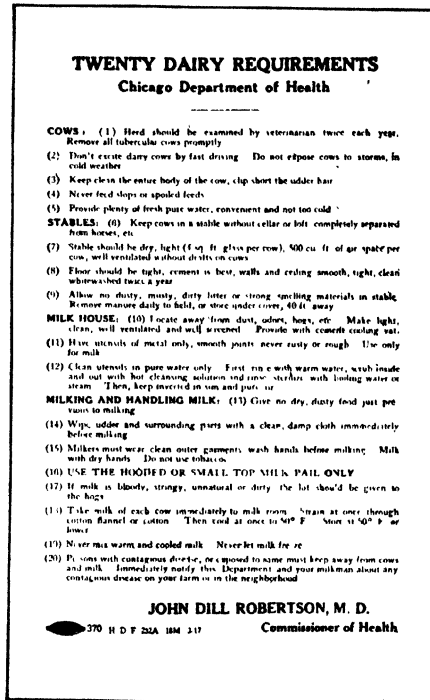 TWENTY DAIRY REQUIREMENTS
Chicago Department of Health
COWS: (1) Herd should be examined by veterinarian twice each year.
Remove all tubercular cows promptly
(2) Don't excite dairy cows by fast driving Do not expose cows to storms, in
cold weather
(3) Keep clean the entire body of the cow, clip short the udder hair
(4) Never feed slops or spoiled feeds
(5) Provide plenty of fresh pure water, convenient and not too cold
STABLES: (6) Keep cows in a stable without cellar or loft completely separated
from horses, etc
(7) Stable should be dry, light ( sq ft glass per cow), 500 cu ft of air space per
cow, well ventilated without drafts on cows
(8) Floor should be tight, cement is best, walls and ceiling smooth, tight, clean
whitewashed twice a year
(9) Allow no dusty, musty, dirty litter or strong smelling materials in stable
Remove manure daily to field, or store under cover, 40 ft away
MILK HOUSE: (10) Locate away from dust, odors, hogs, etc Make light,
clean, well ventilated and well screened Provide with cement cooling vat.
(11) Have utensils of metal only, smooth joints never rusty or rough Use only
for milk
(12) Clean utensils in pure water only First rinse with warm water, scrub inside
and out with hot cleansing solution and rinse sterilize with boiling water or
steam Then, keep inverted in sun and pure air
MILKING AND HANDLING MILK: (13) Give no dry, dusty food just pre
vious to milking
(14) Wipe udder and surrounding parts with a clean, damp cloth immediately
before milking
(15) Milkers must wear clean outer garments wash hands before milking Milk
with dry hands Do not use tobacco
(16) USE THE HOODED OR SMALL TOP MILK PAIL ONLY
(17) If milk is bloody, stringy, unnatural or dirty the lot should be given to
the hogs
(18) Take milk of each cow immediately to milk room Strain at once through
cotton flannel or cotton Then cool at once to 50° F Store at 50° F or
lower
(19) Never mix warm and cooled milk Never let milk freeze
(20) Persons with contagious disease, or exposed to same must keep away from cows
and milk Immediately notify this Department and your milkman about any
contagious disease on your farm or in the neighborhood
JOHN DILL ROBERTSON, M. D.
370 H D F 252A 18M 3-17 Commissioner of Health